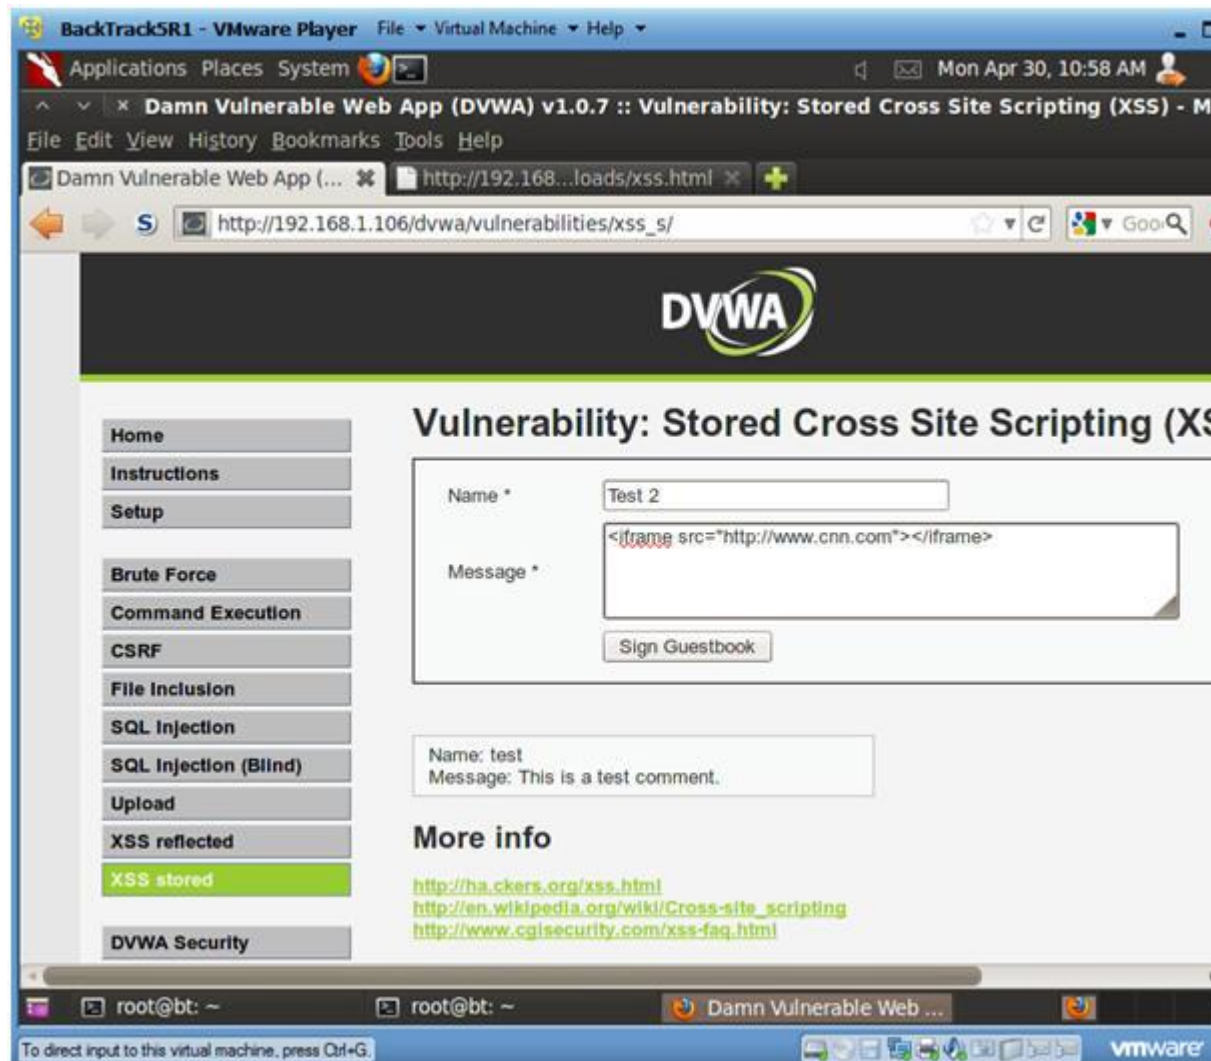 BackTrack5R1 - VMware Player File Virtual Machine Help
Applications Places System Mon Apr 30, 10:58 AM
Damn Vulnerable Web App (DVWA) v1.0.7 :: Vulnerability: Stored Cross Site Scripting (XSS) - M
File Edit View History Bookmarks Tools Help
Damn Vulnerable Web App (... http://192.168...loads/xss.html
S http://192.168.1.106/dvwa/vulnerabilities/xss_s/ Goo
DVWA
Home
Instructions
Setup
Brute Force
Command Execution
CSRF
File Inclusion
SQL Injection
SQL Injection (Blind)
Upload
XSS reflected
XSS stored
DVWA Security
Vulnerability: Stored Cross Site Scripting (XS
Name * Test 2
Message * <iframe src="http://www.cnn.com"></iframe>
Sign Guestbook
Name: test
Message: This is a test comment.
More info
http://ha.ckers.org/xss.html
http://en.wikipedia.org/wiki/Cross-site_scripting
http://www.cgisecurity.com/xss-faq.html
root@bt: ~ root@bt: ~ Damn Vulnerable Web ...
To direct input to this virtual machine, press Ctrl+G. vmware